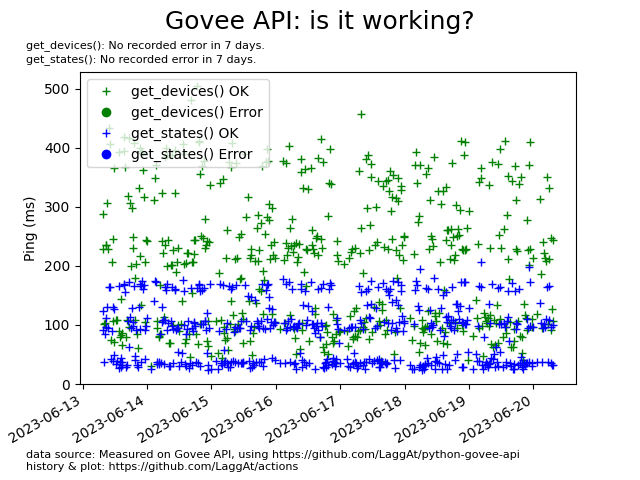 Govee API: is it working?
get_devices(): No recorded error in 7 days.
get_states(): No recorded error in 7 days.
get_devices() OK
get_devices() Error
get_states() OK
get_states() Error
Ping (ms)
500
400
300
200
100
0
2023-06-13
2023-06-14
2023-06-15
2023-06-16
2023-06-17
2023-06-18
2023-06-19
2023-06-20
data source: Measured on Govee API, using https://github.com/LaggAt/python-govee-api
history & plot: https://github.com/LaggAt/actions